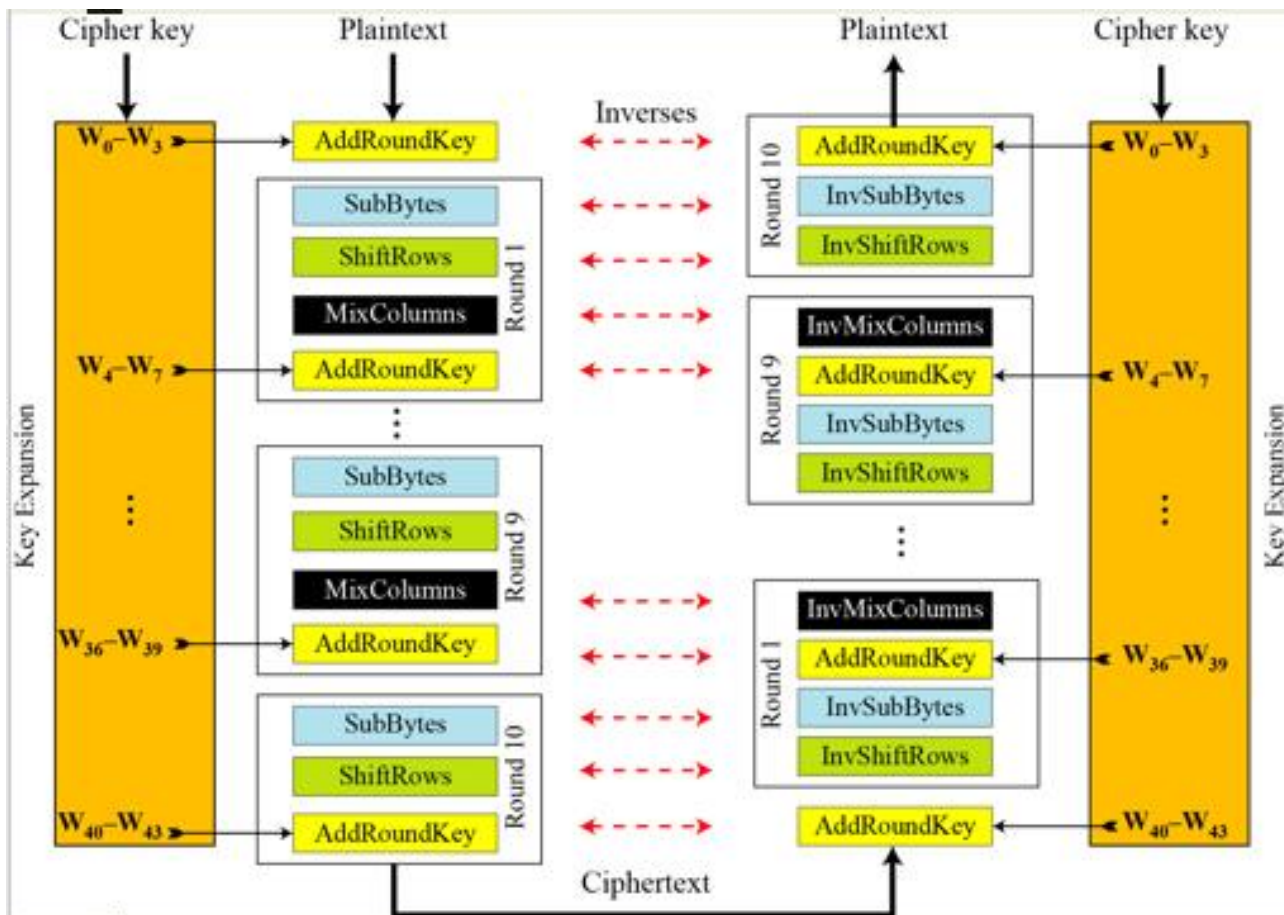 Cipher key
Plaintext
Plaintext
Cipher key
Inverses
W0–W3
AddRoundKey
SubBytes
ShiftRows
MixColumns
W4–W7
AddRoundKey
Round 1
...
SubBytes
ShiftRows
MixColumns
W36–W39
AddRoundKey
Round 9
SubBytes
ShiftRows
W40–W43
AddRoundKey
Round 10
Key Expansion
...
Ciphertext
AddRoundKey
W0–W3
InvSubBytes
InvShiftRows
Round 10
InvMixColumns
AddRoundKey
W4–W7
InvSubBytes
InvShiftRows
Round 9
...
InvMixColumns
AddRoundKey
W36–W39
InvSubBytes
InvShiftRows
Round 1
AddRoundKey
W40–W43
...
Key Expansion